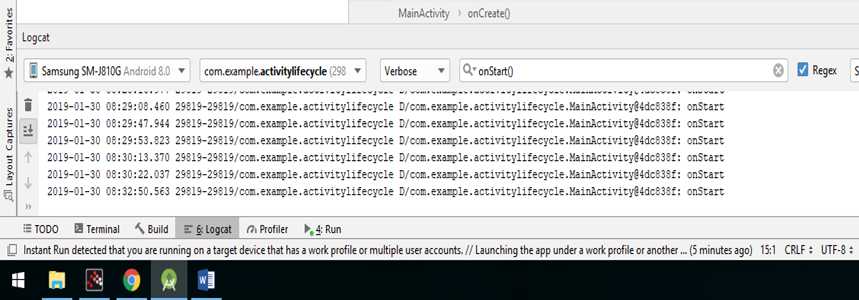 MainActivity > onCreate()
2: Favorites
Logcat
Samsung SM-J810G Android 8.0
com.example.activitylifecycle (298
Verbose
onStart()
Regex
Layout Captures
2019-01-30 08:29:08.460 29819-29819/com.example.activitylifecycle D/com.example.activitylifecycle.MainActivity@4dc838f: onStart
2019-01-30 08:29:47.944 29819-29819/com.example.activitylifecycle D/com.example.activitylifecycle.MainActivity@4dc838f: onStart
2019-01-30 08:29:53.823 29819-29819/com.example.activitylifecycle D/com.example.activitylifecycle.MainActivity@4dc838f: onStart
2019-01-30 08:30:13.370 29819-29819/com.example.activitylifecycle D/com.example.activitylifecycle.MainActivity@4dc838f: onStart
2019-01-30 08:30:22.037 29819-29819/com.example.activitylifecycle D/com.example.activitylifecycle.MainActivity@4dc838f: onStart
2019-01-30 08:32:50.563 29819-29819/com.example.activitylifecycle D/com.example.activitylifecycle.MainActivity@4dc838f: onStart
TODO Terminal Build 6: Logcat Profiler 4: Run
Instant Run detected that you are running on a target device that has a work profile or multiple user accounts. // Launching the app under a work profile or another ... (5 minutes ago) 15:1 CRLF UTF-8